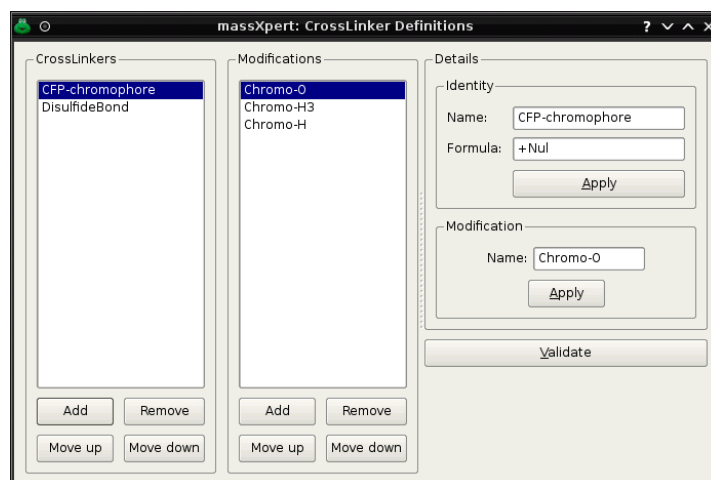 massXpert: CrossLinker Definitions
CrossLinkers
CFP-chromophore
DisulfideBond
Add
Remove
Move up
Move down
Modifications
Chromo-O
Chromo-H3
Chromo-H
Add
Remove
Move up
Move down
Details
Identity
Name: CFP-chromophore
Formula: +Nul
Apply
Modification
Name: Chromo-O
Apply
Validate